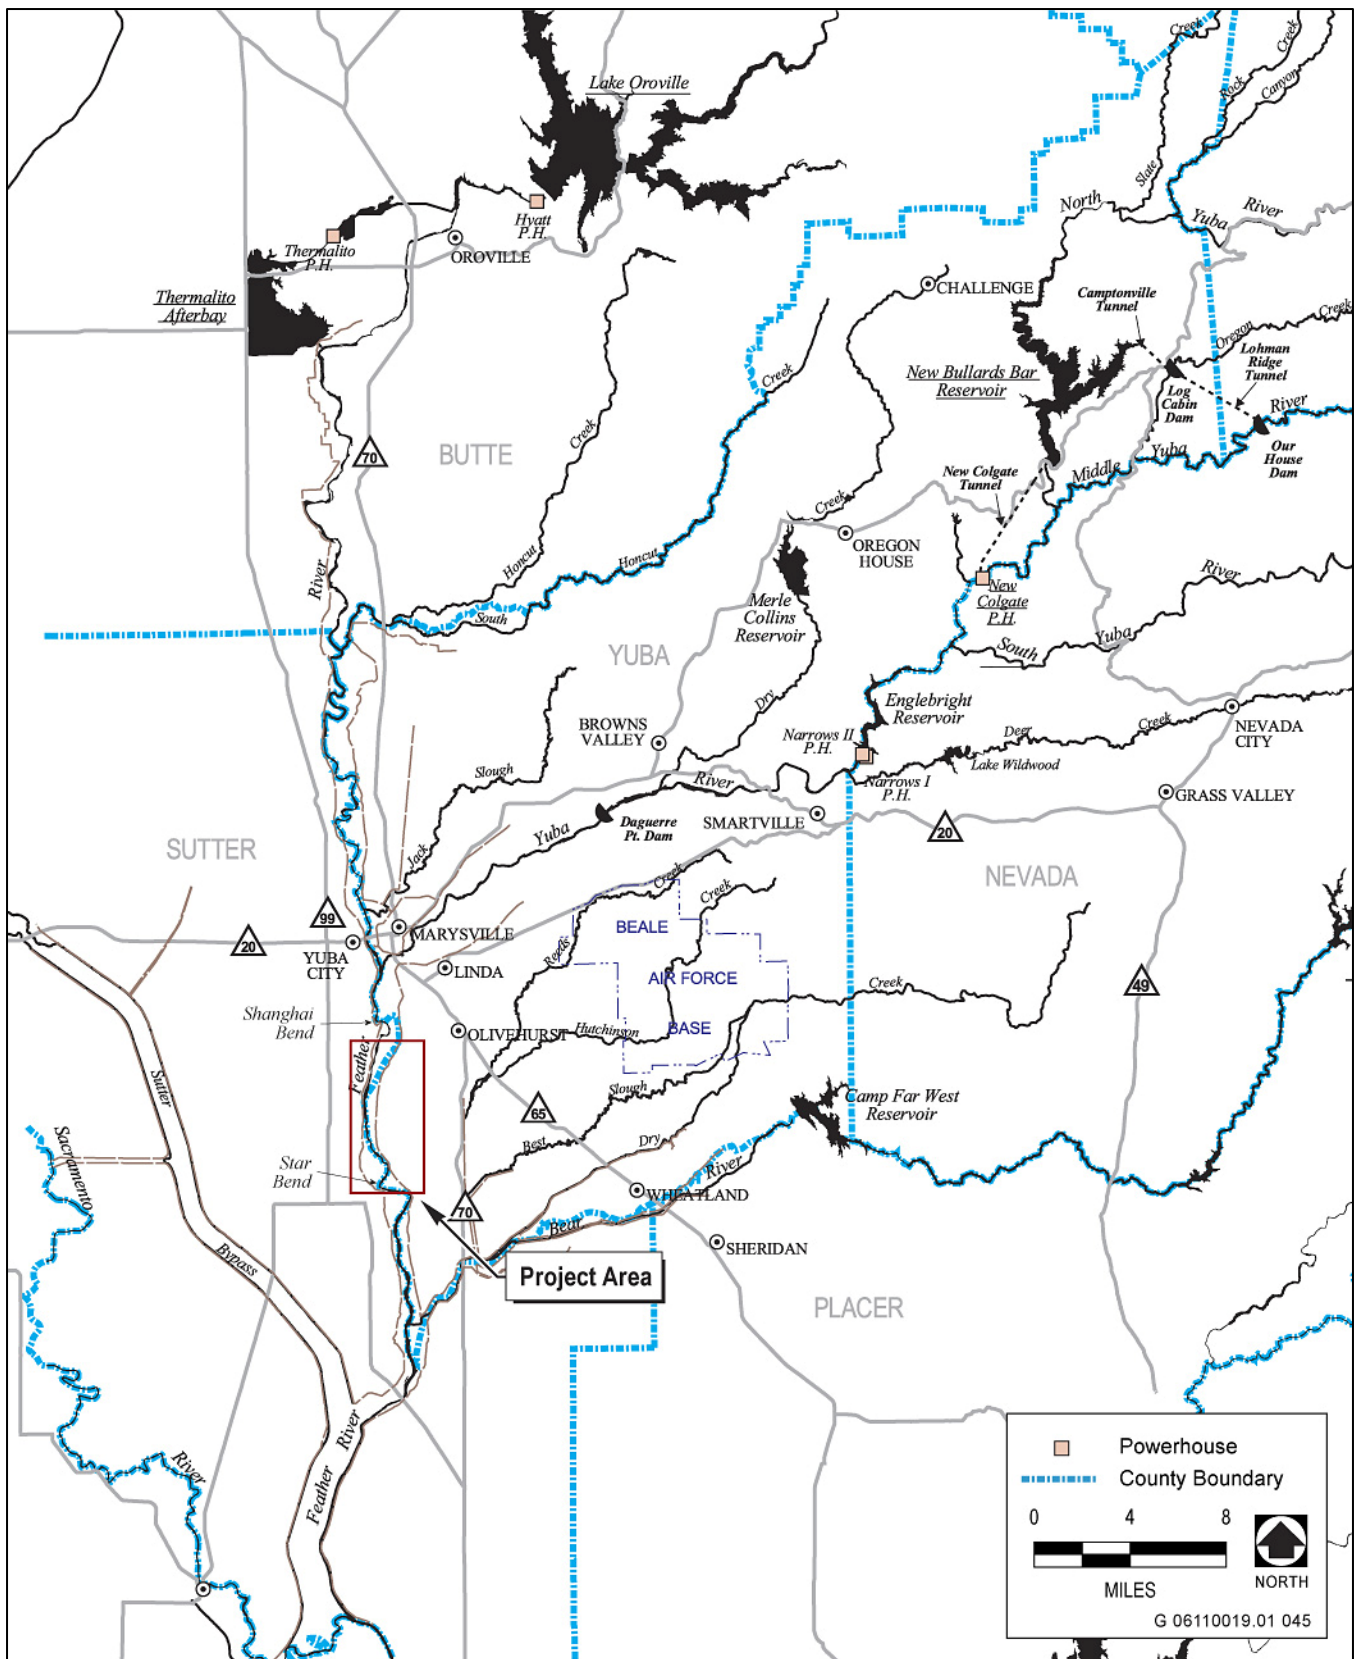 Creek
Creek
Rock
Canyon
Lake Oroville
Slate
North
Yuba
River
Hyatt
P.H.
Thermalito
P.H.
OROVILLE
CHALLENGE
Camptonville
Tunnel
Thermalito
Afterbay
Creek
Oregon
Lohman
Ridge
Tunnel
New Bullards Bar
Reservoir
Creek
Log
Cabin
Dam
River
Creek
70
BUTTE
Yuba
Our
House
Dam
Middle
New Colgate
Tunnel
Creek
OREGON
HOUSE
River
Honcut
Honcut
South
River
New
Colgate
P.H.
Merle
Collins
Reservoir
YUBA
South
Yuba
Dry
Englebright
Reservoir
BROWNS
VALLEY
Narrows II
P.H.
Deer
Creek
NEVADA
CITY
Lake Wildwood
Slough
River
Narrows I
P.H.
GRASS VALLEY
Yuba
Daguerre
Pt. Dam
SMARTVILLE
20
SUTTER
Jack
NEVADA
Creek
Creek
99
20
MARYSVILLE
YUBA
CITY
BEALE
Reeds
LINDA
AIR FORCE
Creek
49
Shanghai
Bend
OLIVEHURST
Hutchinson
BASE
Feather
Sutter
Slough
Camp Far West
Reservoir
65
Sacramento
Best
Dry
Star
Bend
River
WHEATLAND
70
Bear
SHERIDAN
Bypass
Project Area
PLACER
River
River
Feather
Powerhouse
County Boundary
0 4 8
MILES
NORTH
G 06110019.01 045